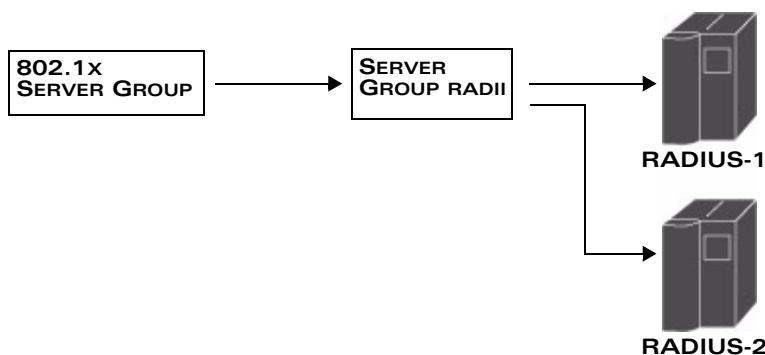 802.1x
SERVER GROUP
SERVER
GROUP RADII
RADIUS-1
RADIUS-2